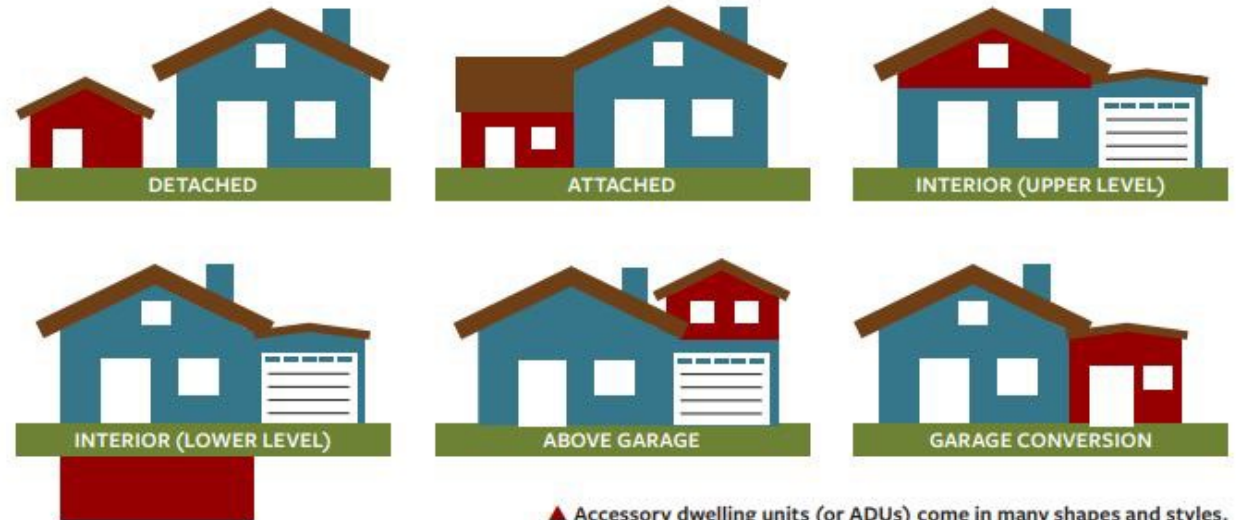 DETACHED
ATTACHED
INTERIOR (UPPER LEVEL)
INTERIOR (LOWER LEVEL)
ABOVE GARAGE
GARAGE CONVERSION
▲ Accessory dwelling units (or ADUs) come in many shapes and styles.